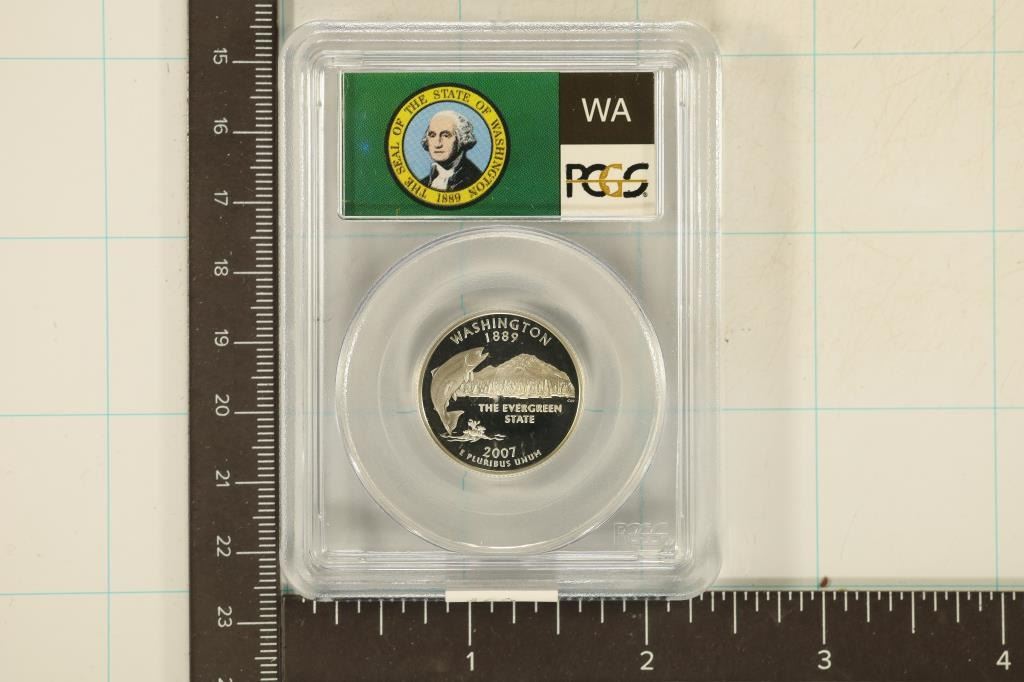 THE SEAL OF THE STATE OF WASHINGTON
1889
WA
PCGS
WASHINGTON
1889
THE EVERGREEN
STATE
2007
E PLURIBUS UNUM
PCGS
15
16
17
18
19
20
21
22
23
1 2 3 4